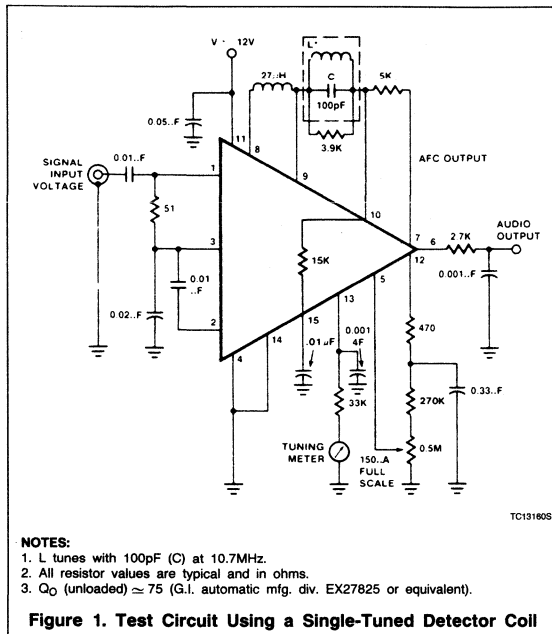 V+ 12V
L*
27..H
C
100pF
5K
3.9K
0.05..F
11
8
9
AFC OUTPUT
SIGNAL
INPUT
VOLTAGE
0.01..F
1
51
10
7
6
2.7K
AUDIO
OUTPUT
3
12
0.001..F
15K
5
0.01
..F
0.02..F
2
13
15
14
4
470
.01µF
0.001
4F
0.33..F
33K
270K
TUNING
METER
150..A
FULL
SCALE
0.5M
TC13160S
NOTES:
1. L tunes with 100pF (C) at 10.7MHz.
2. All resistor values are typical and in ohms.
3. QO (unloaded) ≃ 75 (G.I. automatic mfg. div. EX27825 or equivalent).
Figure 1. Test Circuit Using a Single-Tuned Detector Coil